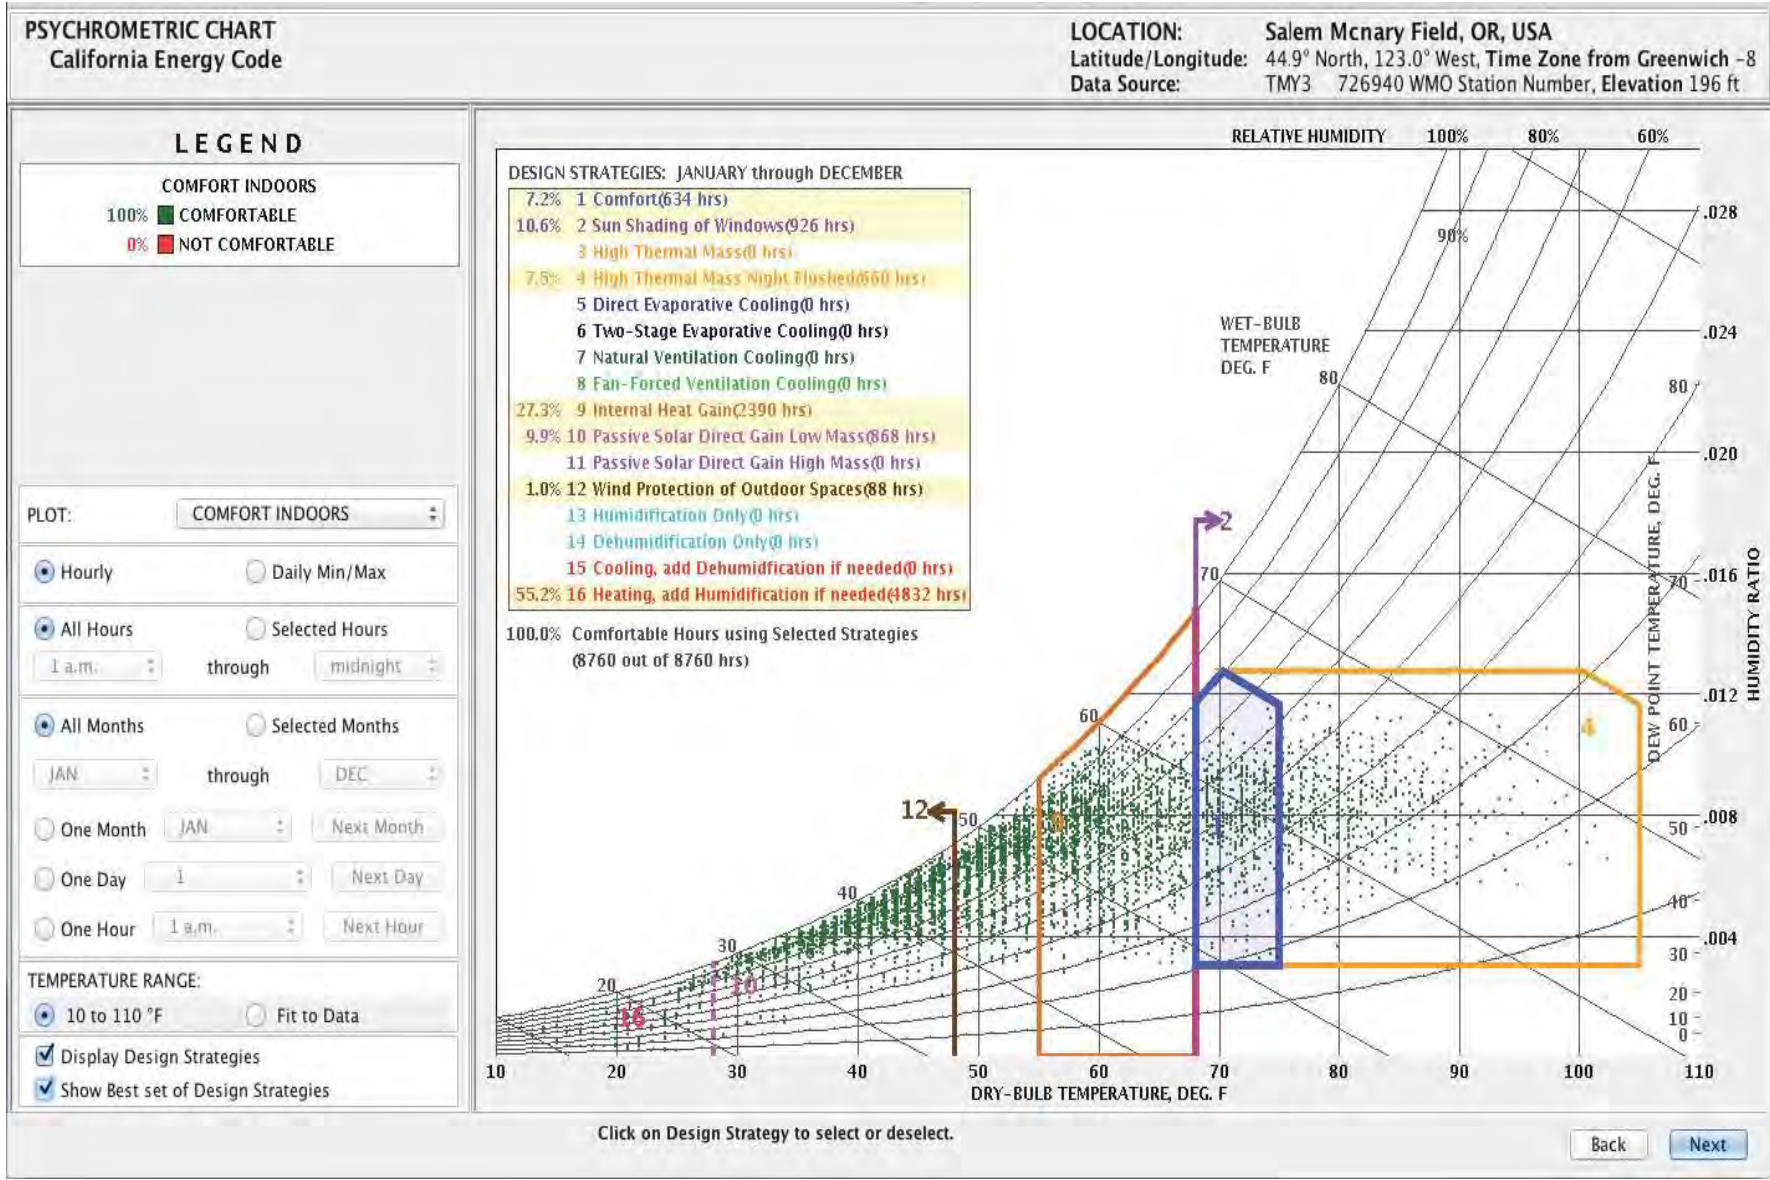 PSYCHROMETRIC CHART
California Energy Code
LOCATION: Salem Mcnary Field, OR, USA
Latitude/Longitude: 44.9° North, 123.0° West, Time Zone from Greenwich -8
Data Source: TMY3 726940 WMO Station Number, Elevation 196 ft
LEGEND
COMFORT INDOORS
100% COMFORTABLE
0% NOT COMFORTABLE
PLOT: COMFORT INDOORS
Hourly Daily Min/Max
All Hours Selected Hours
1 a.m. through midnight
All Months Selected Months
JAN through DEC
One Month JAN Next Month
One Day 1 Next Day
One Hour 1 a.m. Next Hour
TEMPERATURE RANGE:
10 to 110 °F Fit to Data
Display Design Strategies
Show Best set of Design Strategies
DESIGN STRATEGIES: JANUARY through DECEMBER
7.2% 1 Comfort(634 hrs)
10.6% 2 Sun Shading of Windows(926 hrs)
3 High Thermal Mass(0 hrs)
7.5% 4 High Thermal Mass Night Flushed(660 hrs)
5 Direct Evaporative Cooling(0 hrs)
6 Two-Stage Evaporative Cooling(0 hrs)
7 Natural Ventilation Cooling(0 hrs)
8 Fan-Forced Ventilation Cooling(0 hrs)
27.3% 9 Internal Heat Gain(2390 hrs)
9.9% 10 Passive Solar Direct Gain Low Mass(868 hrs)
11 Passive Solar Direct Gain High Mass(0 hrs)
1.0% 12 Wind Protection of Outdoor Spaces(88 hrs)
13 Humidification Only(0 hrs)
14 Dehumidification Only(0 hrs)
15 Cooling, add Dehumidfication if needed(0 hrs)
55.2% 16 Heating, add Humidification if needed(4832 hrs)
100.0% Comfortable Hours using Selected Strategies
(8760 out of 8760 hrs)
RELATIVE HUMIDITY 100% 80% 60%
90%
WET-BULB
TEMPERATURE
DEG. F
80
70
60
50
40
30
20
2
4
12
9
1
10
16
.028
.024
.020
.016
.012
.008
.004
HUMIDITY RATIO
DEW POINT TEMPERATURE, DEG. F
80
70
60
50
40
30
20
10
0
10 20 30 40 50 60 70 80 90 100 110
DRY-BULB TEMPERATURE, DEG. F
Click on Design Strategy to select or deselect.
Back Next